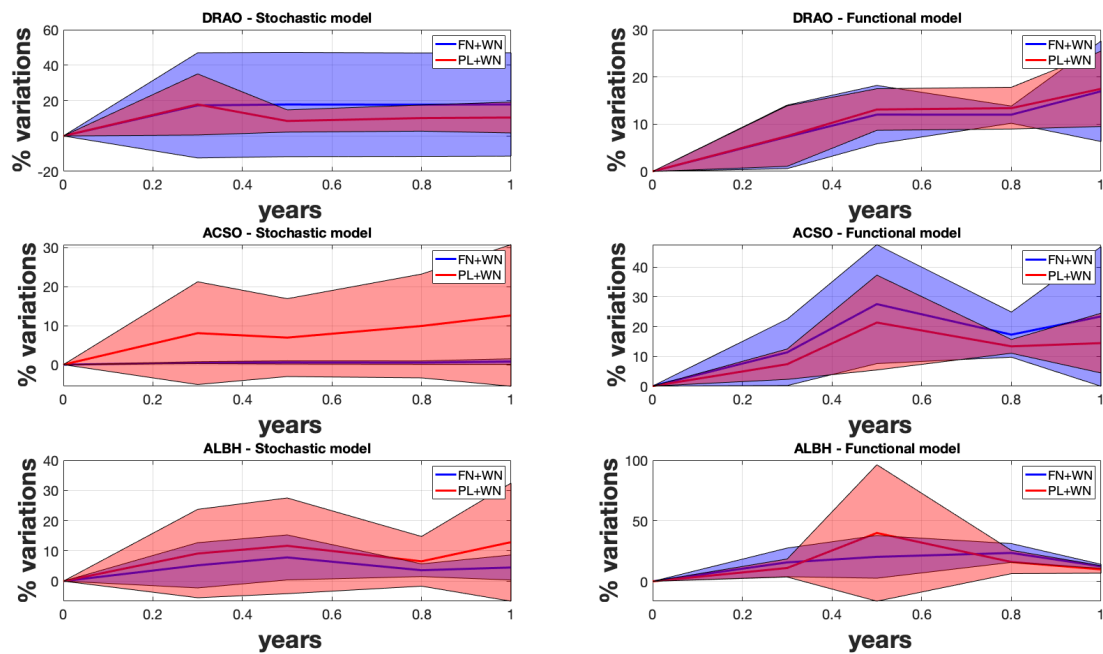 DRAO - Stochastic model
% variations
60
40
20
0
-20
FN+WN
PL+WN
0 0.2 0.4 0.6 0.8 1
years
DRAO - Functional model
% variations
30
20
10
0
FN+WN
PL+WN
0 0.2 0.4 0.6 0.8 1
years
ACSO - Stochastic model
% variations
30
20
10
0
FN+WN
PL+WN
0 0.2 0.4 0.6 0.8 1
years
ACSO - Functional model
% variations
40
30
20
10
0
FN+WN
PL+WN
0 0.2 0.4 0.6 0.8 1
years
ALBH - Stochastic model
% variations
40
30
20
10
0
FN+WN
PL+WN
0 0.2 0.4 0.6 0.8 1
years
ALBH - Functional model
% variations
100
50
0
FN+WN
PL+WN
0 0.2 0.4 0.6 0.8 1
years